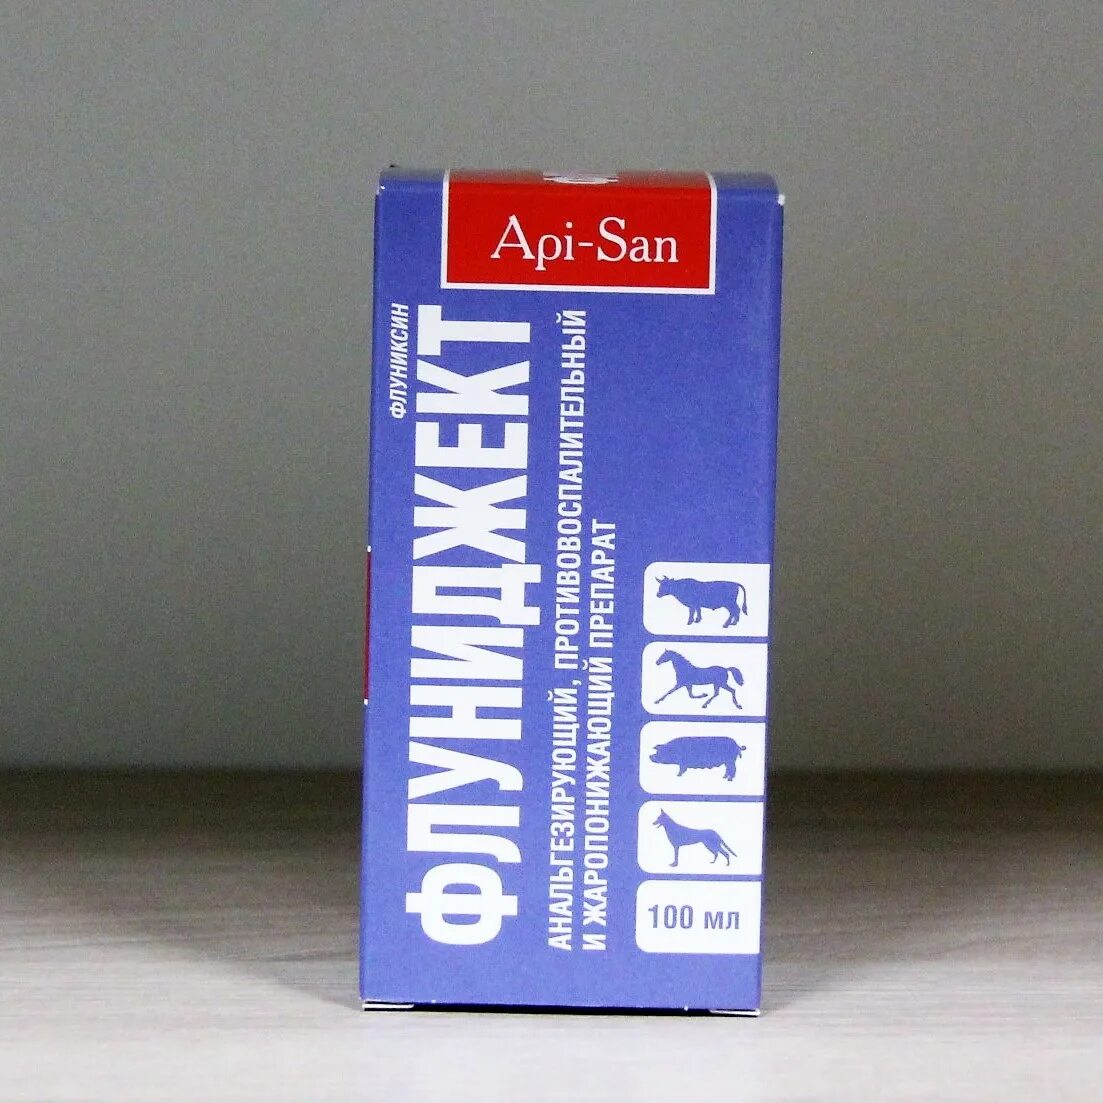 Api-San
ФЛУНИКСИН
ФЛУНИДЖЕКТ
АНАЛЬГЕЗИРУЮЩИЙ, ПРОТИВОВОСПАЛИТЕЛЬНЫЙ
И ЖАРОПОНИЖАЮЩИЙ ПРЕПАРАТ
100 мл